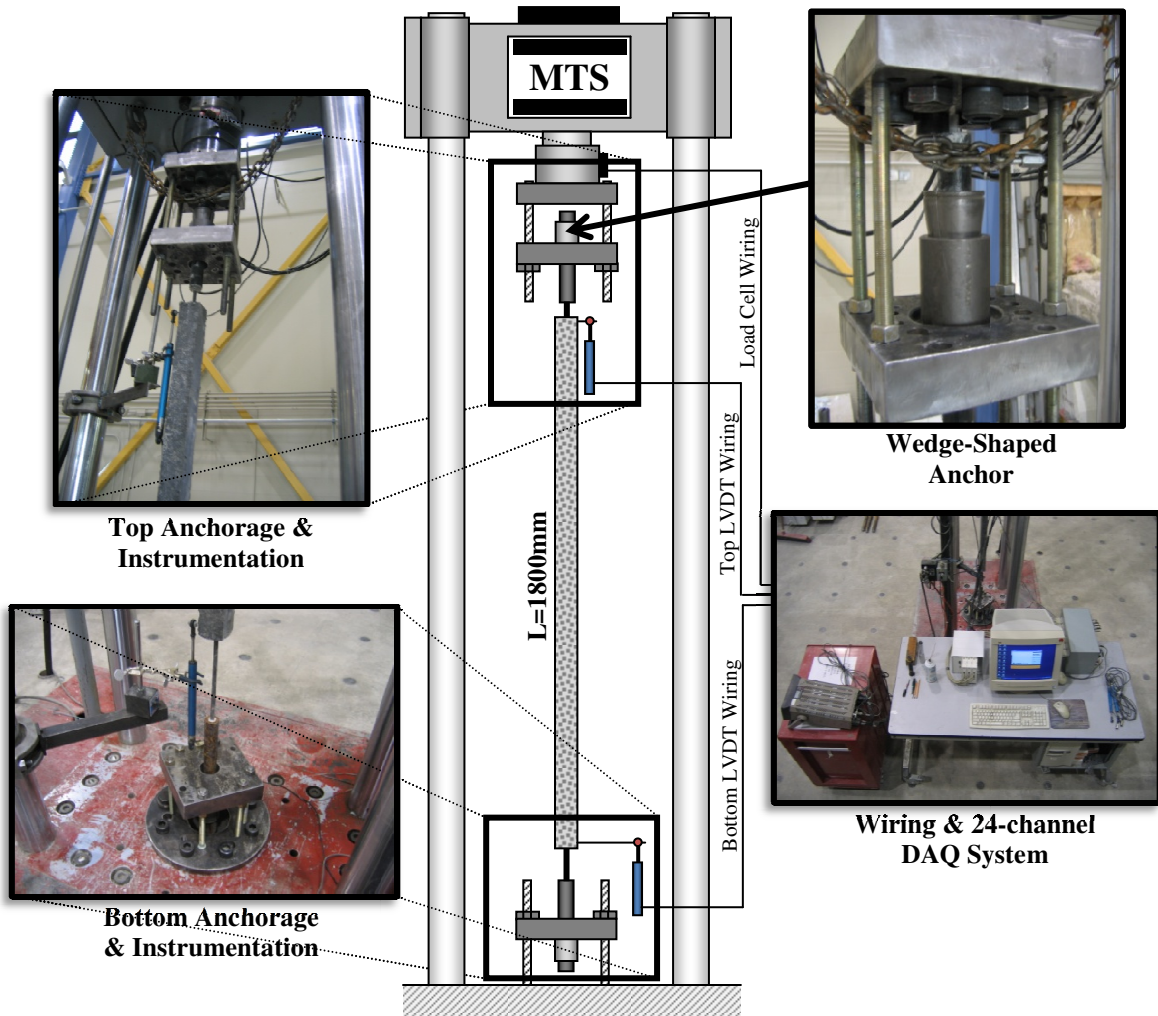 MTS
Load Cell Wiring
Wedge-Shaped
Anchor
Top Anchorage &
Instrumentation
Top LVDT Wiring
L=1800mm
Bottom LVDT Wiring
Wiring & 24-channel
DAQ System
Bottom Anchorage
& Instrumentation